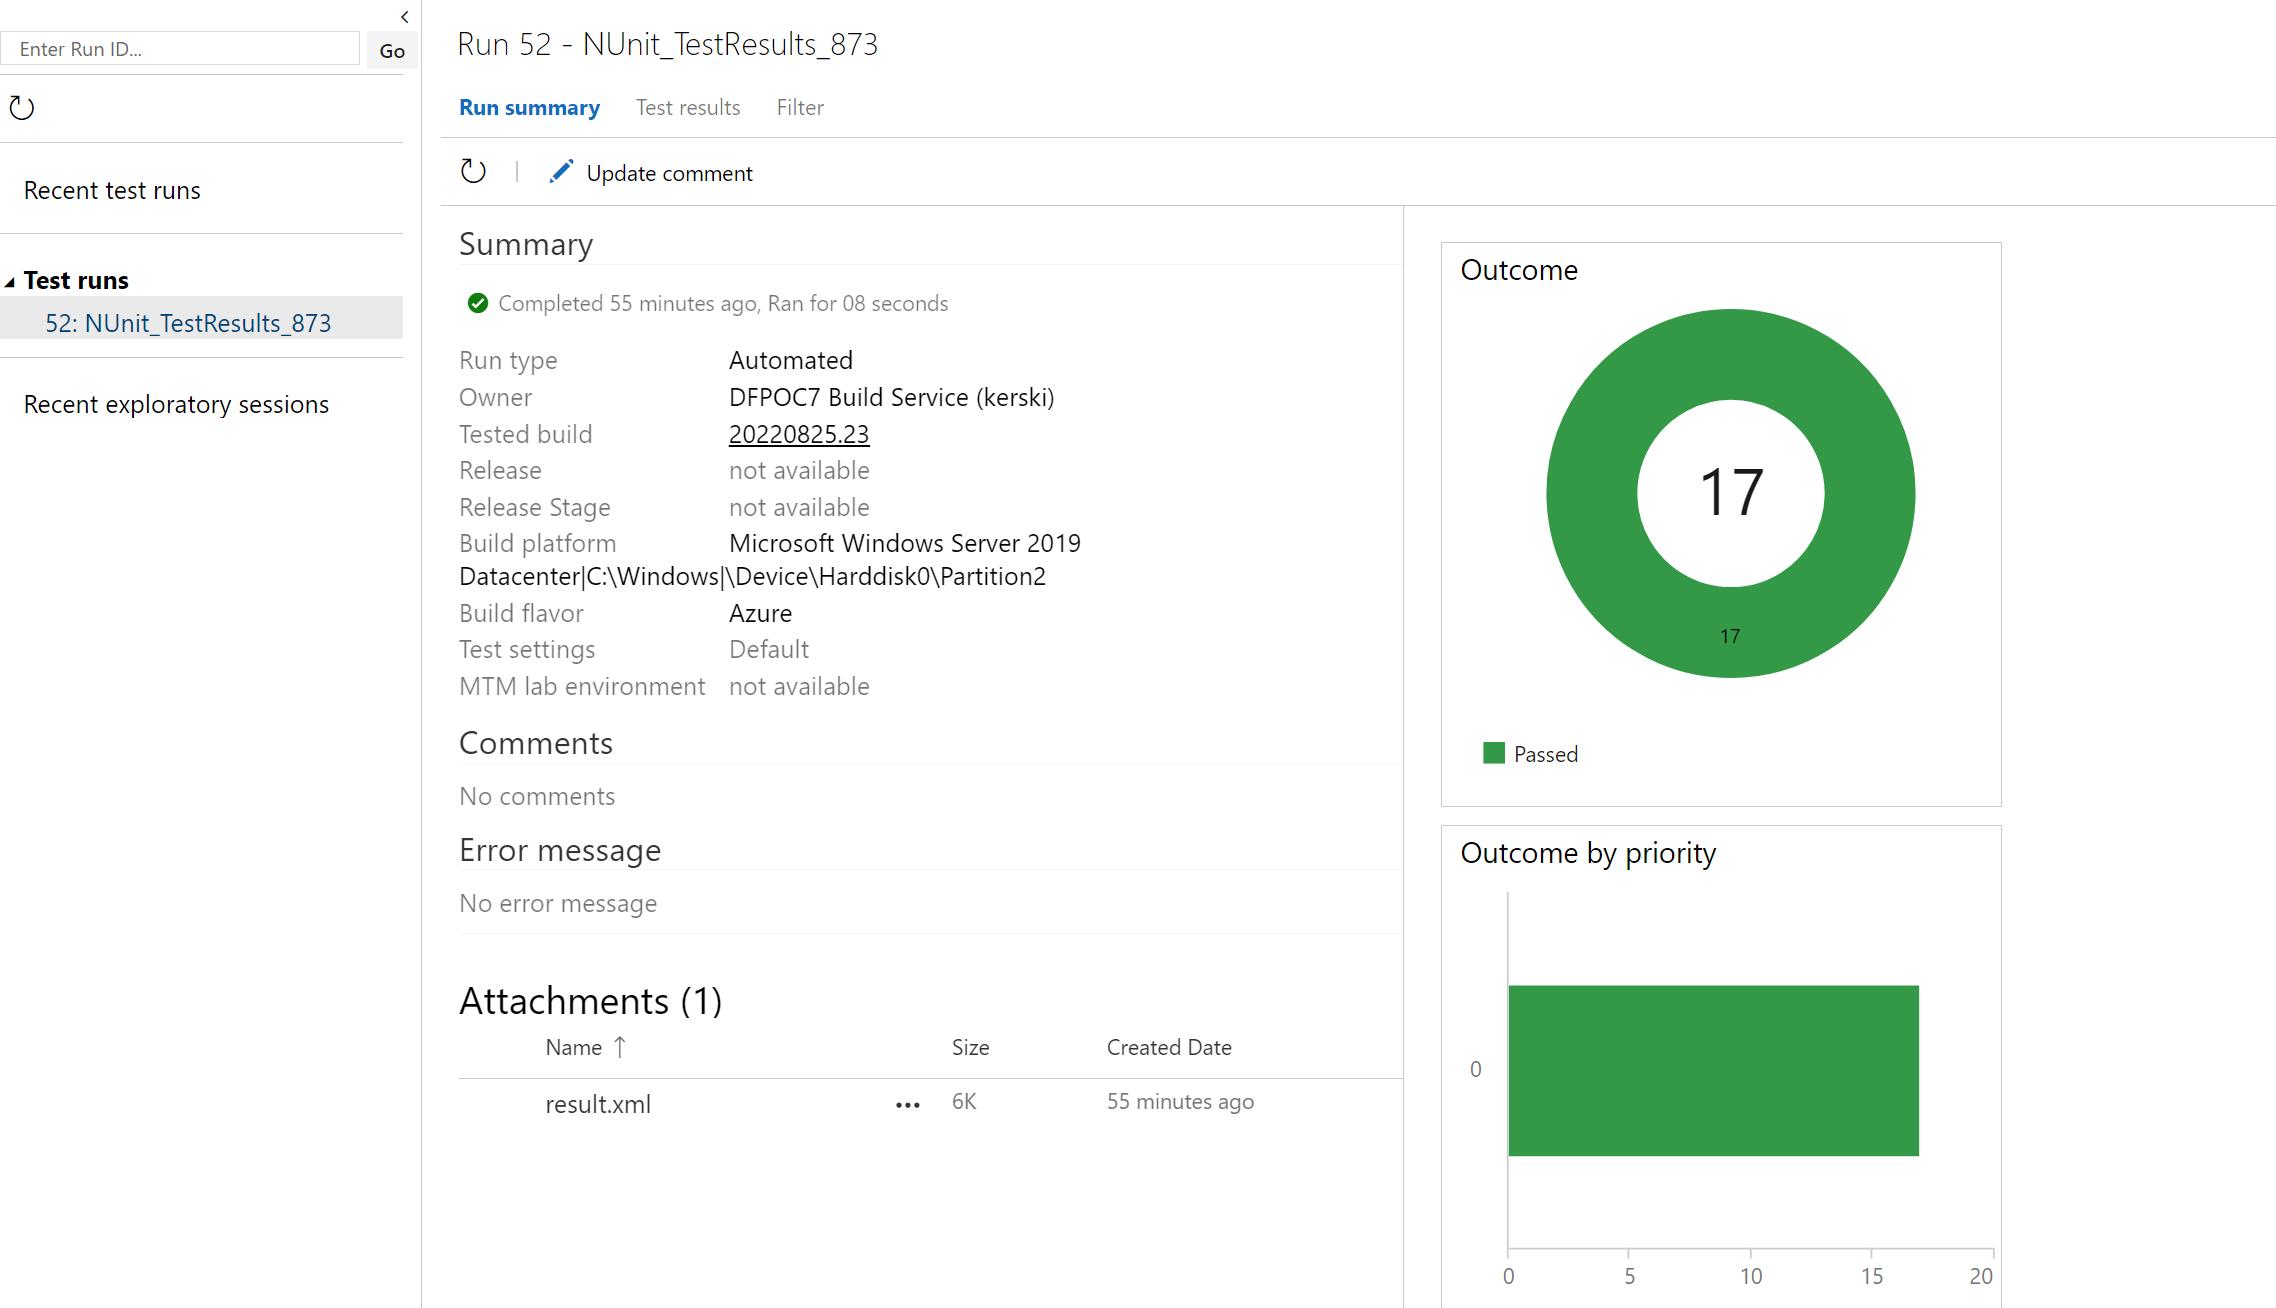 Enter Run ID...
Go
Recent test runs
Test runs
52: NUnit_TestResults_873
Recent exploratory sessions
Run 52 - NUnit_TestResults_873
Run summary Test results Filter
Update comment
Summary
Completed 55 minutes ago, Ran for 08 seconds
Run type Automated
Owner DFPOC7 Build Service (kerski)
Tested build 20220825.23
Release not available
Release Stage not available
Build platform Microsoft Windows Server 2019
Datacenter|C:\Windows|\Device\Harddisk0\Partition2
Build flavor Azure
Test settings Default
MTM lab environment not available
Comments
No comments
Error message
No error message
Attachments (1)
Name ↑ Size Created Date
result.xml ... 6K 55 minutes ago
Outcome
17
17
Passed
Outcome by priority
0
0 5 10 15 20